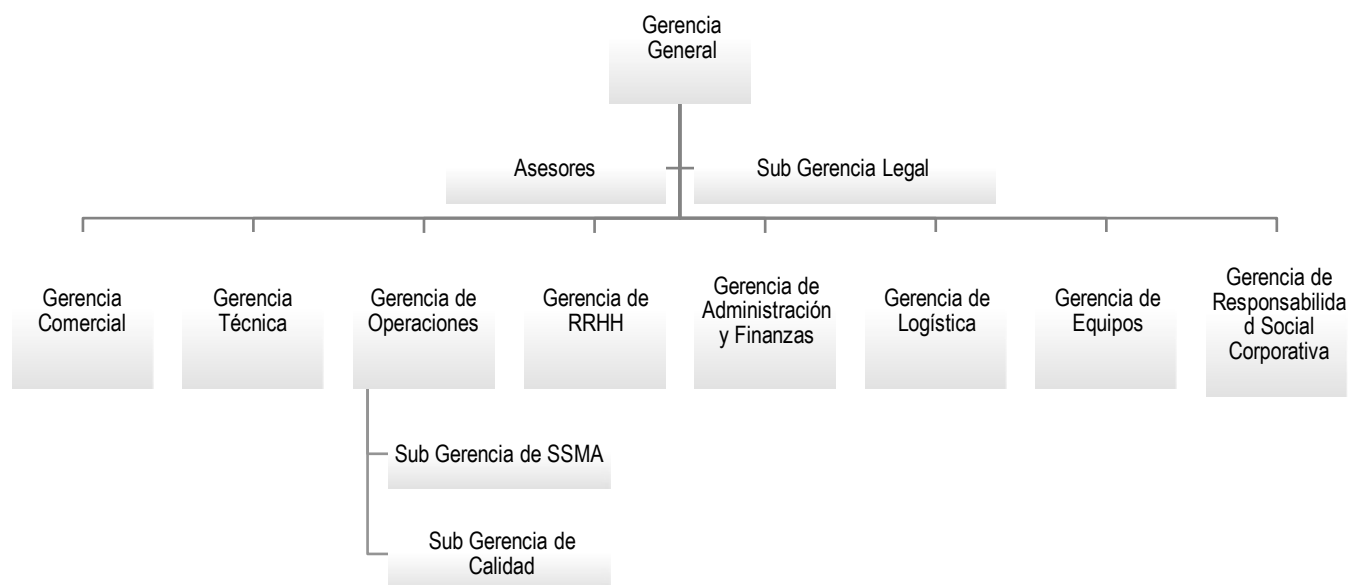 Gerencia
General
Asesores
Sub Gerencia Legal
Gerencia
Comercial
Gerencia
Técnica
Gerencia de
Operaciones
Gerencia de
RRHH
Gerencia de
Administración
y Finanzas
Gerencia de
Logística
Gerencia de
Equipos
Gerencia de
Responsabilida
d Social
Corporativa
Sub Gerencia de SSMA
Sub Gerencia de
Calidad